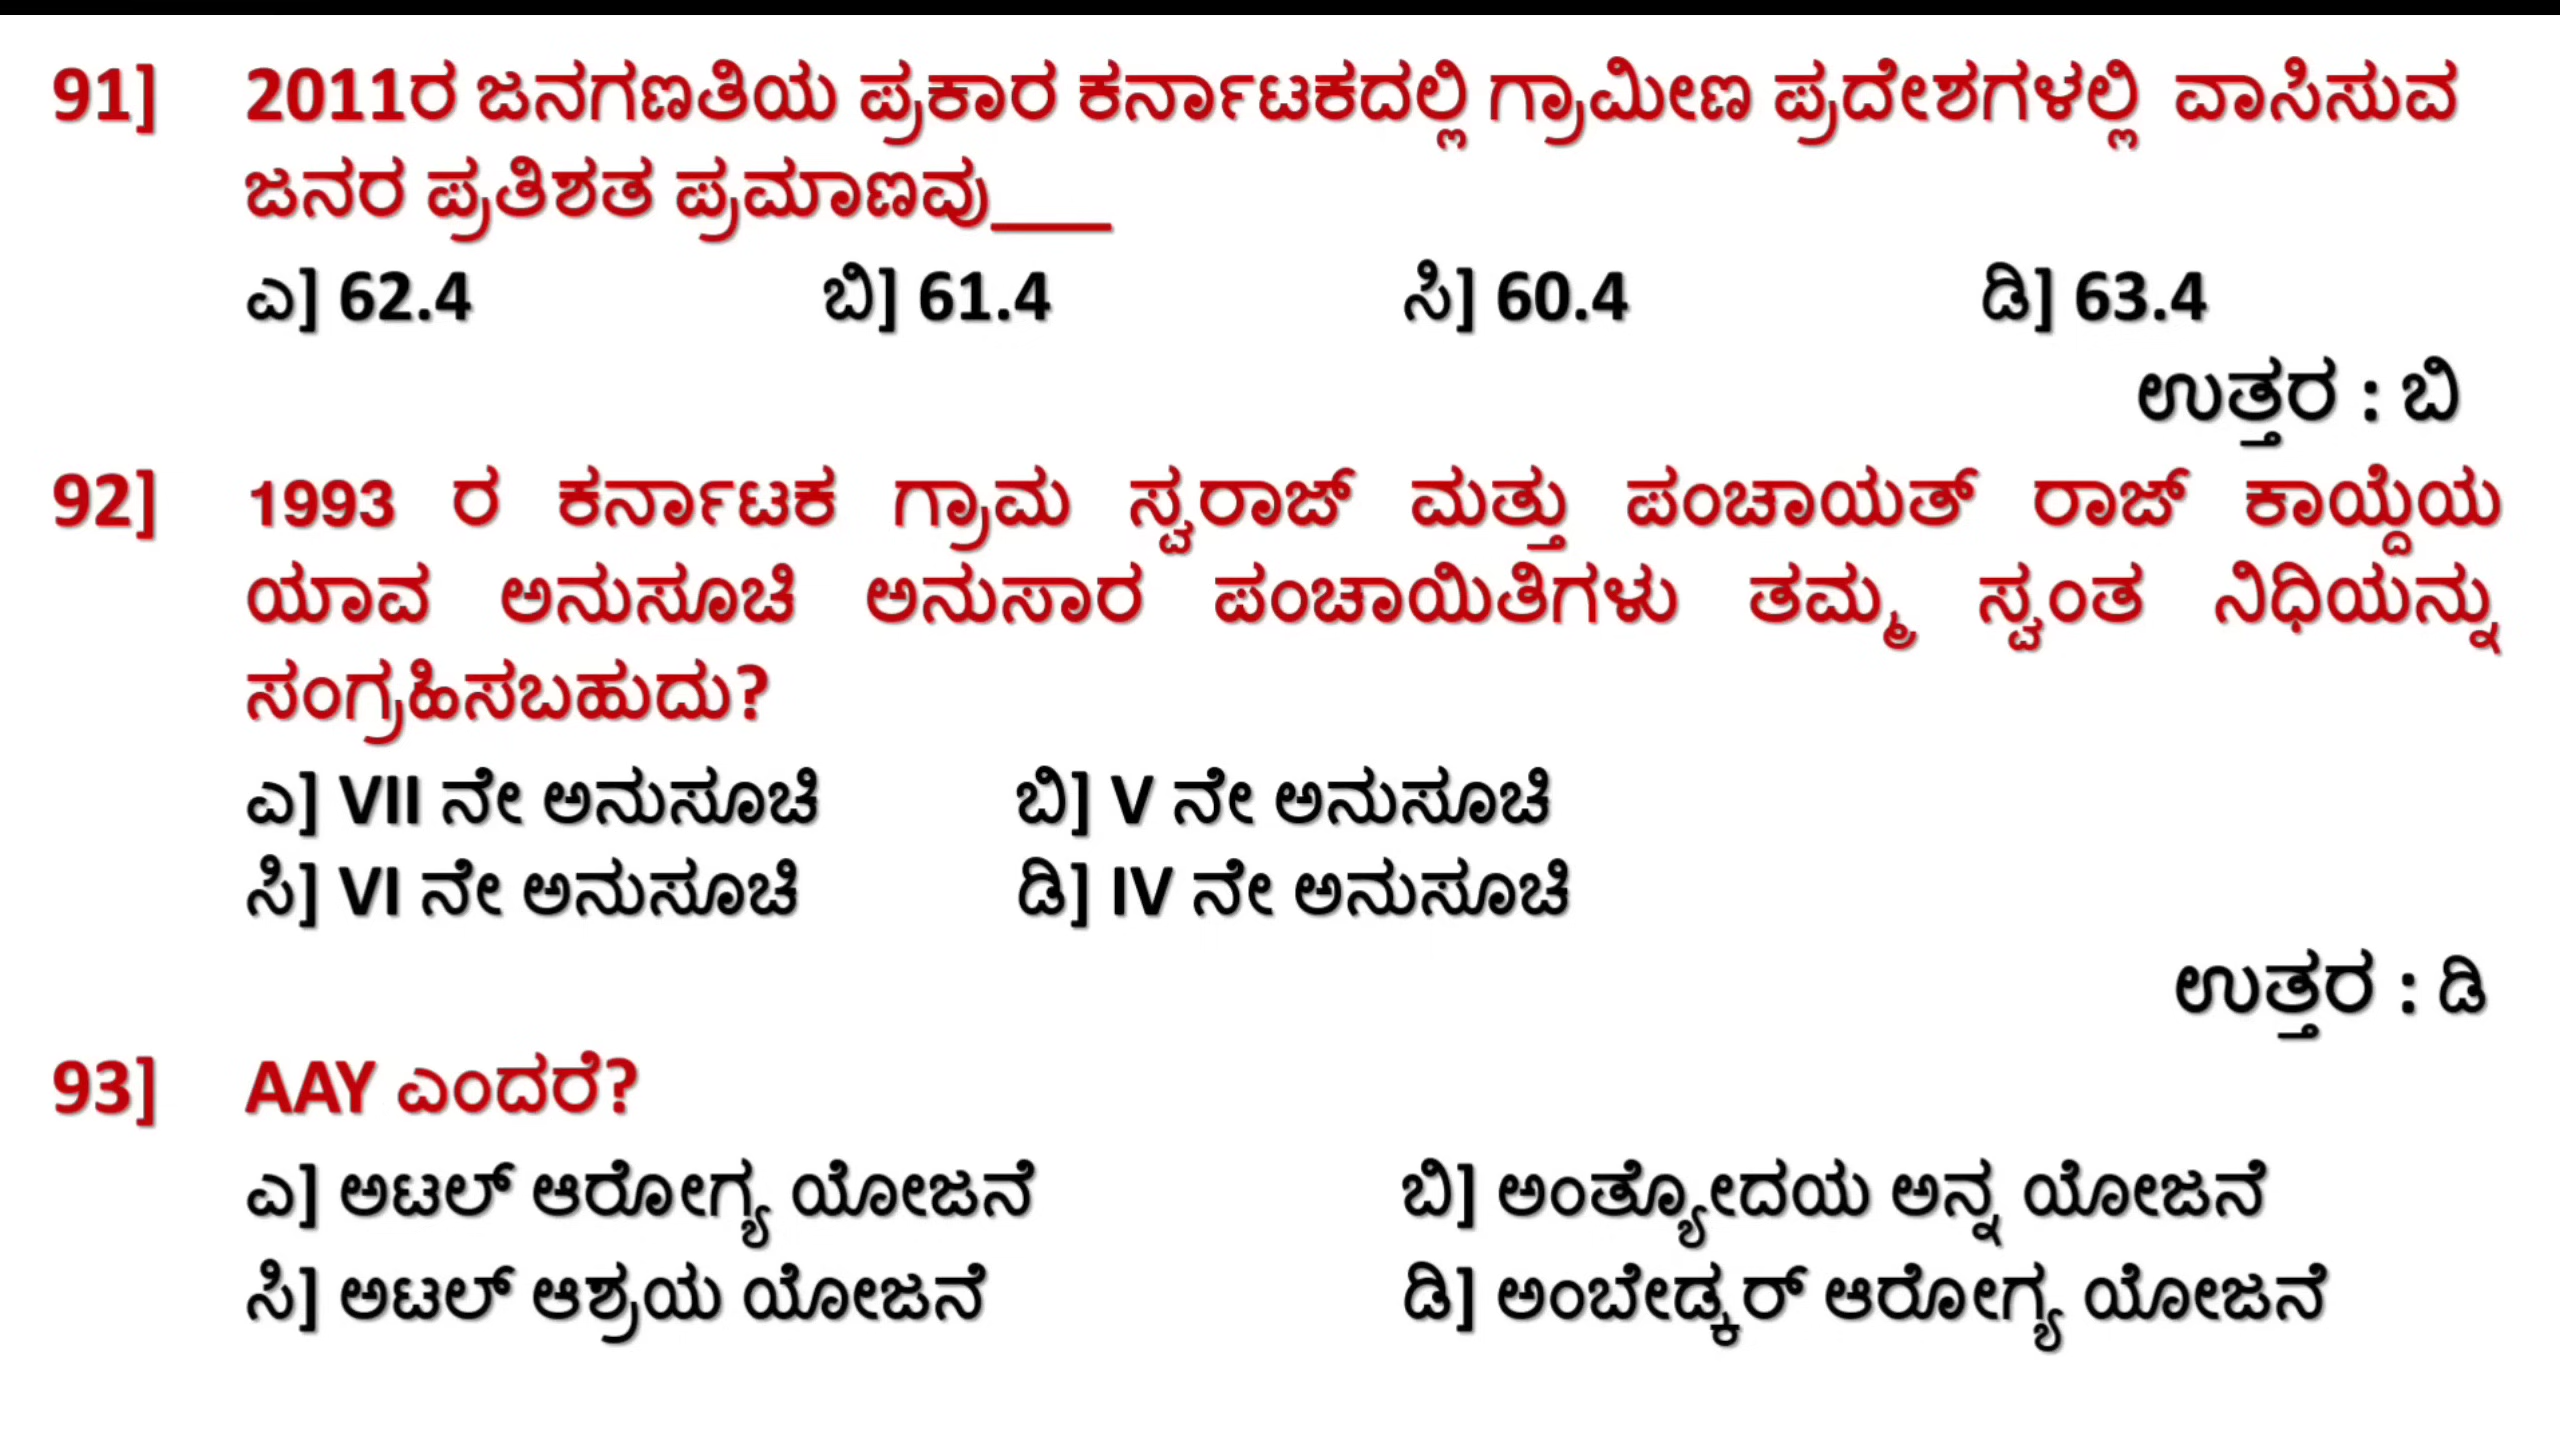 91] 2011ರ ಜನಗಣತಿಯ ಪ್ರಕಾರ ಕರ್ನಾಟಕದಲ್ಲಿ ಗ್ರಾಮೀಣ ಪ್ರದೇಶಗಳಲ್ಲಿ ವಾಸಿಸುವ
ಜನರ ಪ್ರತಿಶತ ಪ್ರಮಾಣವು___
ಎ] 62.4 ಬಿ] 61.4 ಸಿ] 60.4 ಡಿ] 63.4
ಉತ್ತರ : ಬಿ
92] 1993 ರ ಕರ್ನಾಟಕ ಗ್ರಾಮ ಸ್ವರಾಜ್ ಮತ್ತು ಪಂಚಾಯತ್ ರಾಜ್ ಕಾಯ್ದೆಯ
ಯಾವ ಅನುಸೂಚಿ ಅನುಸಾರ ಪಂಚಾಯಿತಿಗಳು ತಮ್ಮ ಸ್ವಂತ ನಿಧಿಯನ್ನು
ಸಂಗ್ರಹಿಸಬಹುದು?
ಎ] VII ನೇ ಅನುಸೂಚಿ ಬಿ] V ನೇ ಅನುಸೂಚಿ
ಸಿ] VI ನೇ ಅನುಸೂಚಿ ಡಿ] IV ನೇ ಅನುಸೂಚಿ
ಉತ್ತರ : ಡಿ
93] AAY ಎಂದರೆ?
ಎ] ಅಟಲ್ ಆರೋಗ್ಯ ಯೋಜನೆ ಬಿ] ಅಂತ್ಯೋದಯ ಅನ್ನ ಯೋಜನೆ
ಸಿ] ಅಟಲ್ ಆಶ್ರಯ ಯೋಜನೆ ಡಿ] ಅಂಬೇಡ್ಕರ್ ಆರೋಗ್ಯ ಯೋಜನೆ